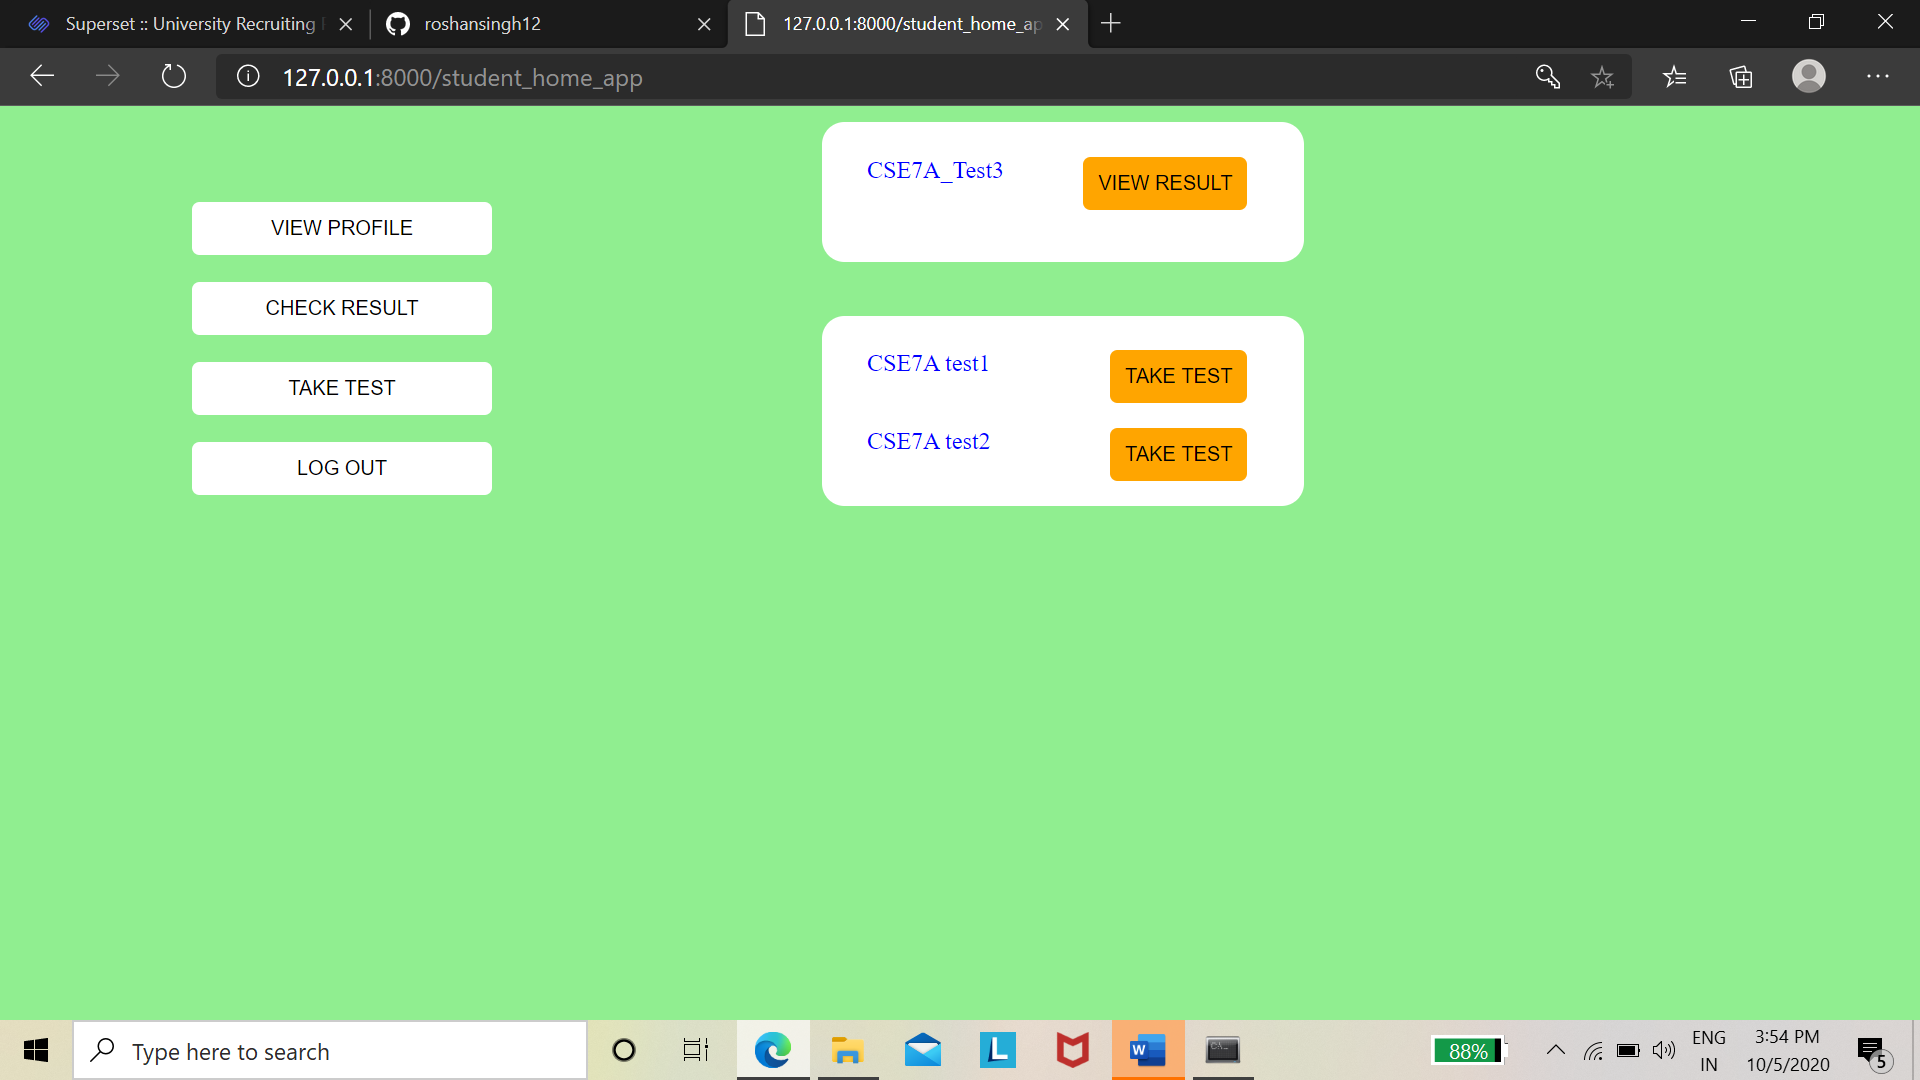 Superset :: University Recruiting
roshansingh12
127.0.0.1:8000/student_home_ap
127.0.0.1:8000/student_home_app
VIEW PROFILE
CHECK RESULT
TAKE TEST
LOG OUT
CSE7A_Test3
VIEW RESULT
CSE7A test1
TAKE TEST
CSE7A test2
TAKE TEST
Type here to search
L
W
88%
ENG
IN
3:54 PM
10/5/2020
5